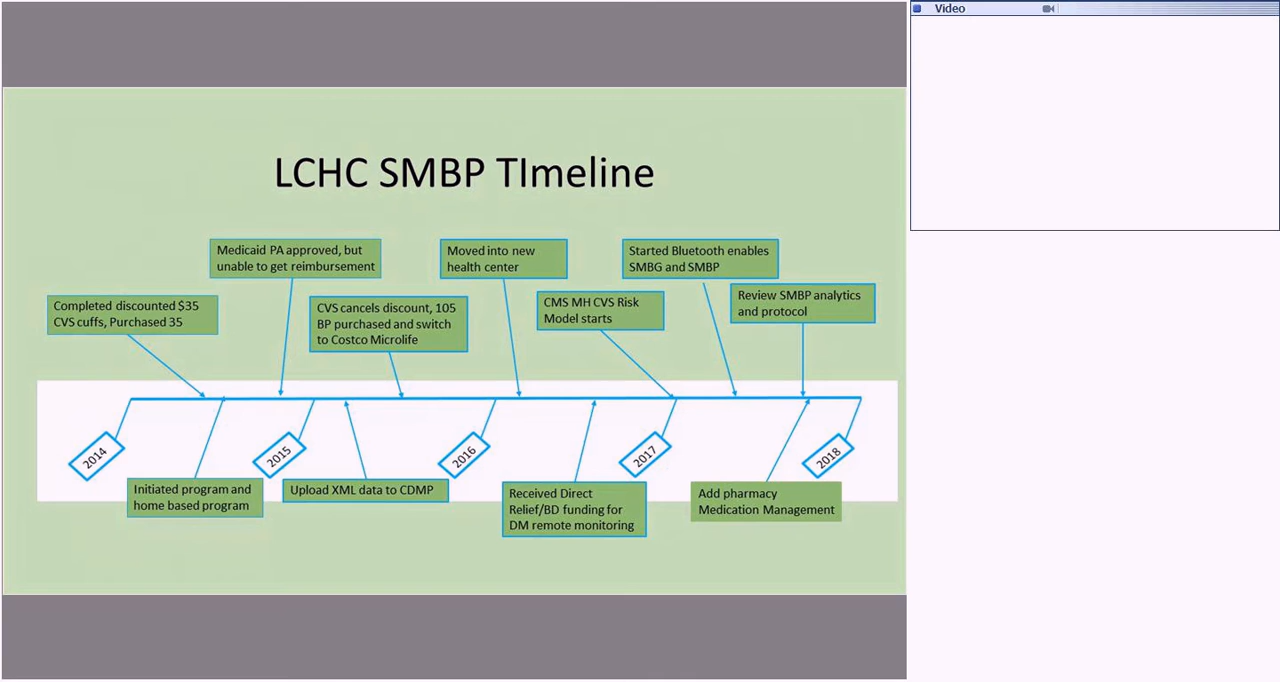 Video
LCHC SMBP TImeline
Medicaid PA approved, but
unable to get reimbursement
Moved into new
health center
Started Bluetooth enables
SMBG and SMBP
Completed discounted $35
CVS cuffs, Purchased 35
CVS cancels discount, 105
BP purchased and switch
to Costco Microlife
CMS MH CVS Risk
Model starts
Review SMBP analytics
and protocol
2014
2015
2016
2017
2018
Initiated program and
home based program
Upload XML data to CDMP
Received Direct
Relief/BD funding for
DM remote monitoring
Add pharmacy
Medication Management